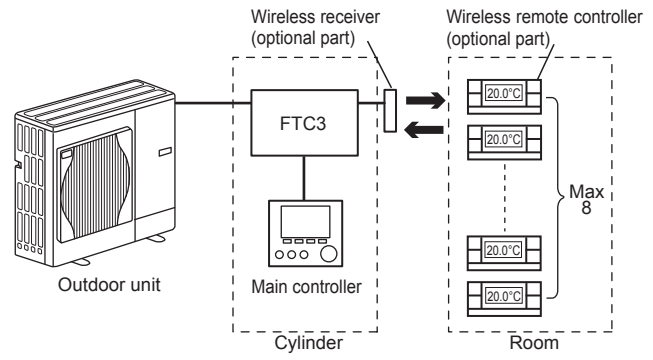 Wireless receiver
(optional part)
Wireless remote controller
(optional part)
FTC3
20.0°C
20.0°C
Max
8
20.0°C
20.0°C
Outdoor unit
Main controller
Cylinder
Room